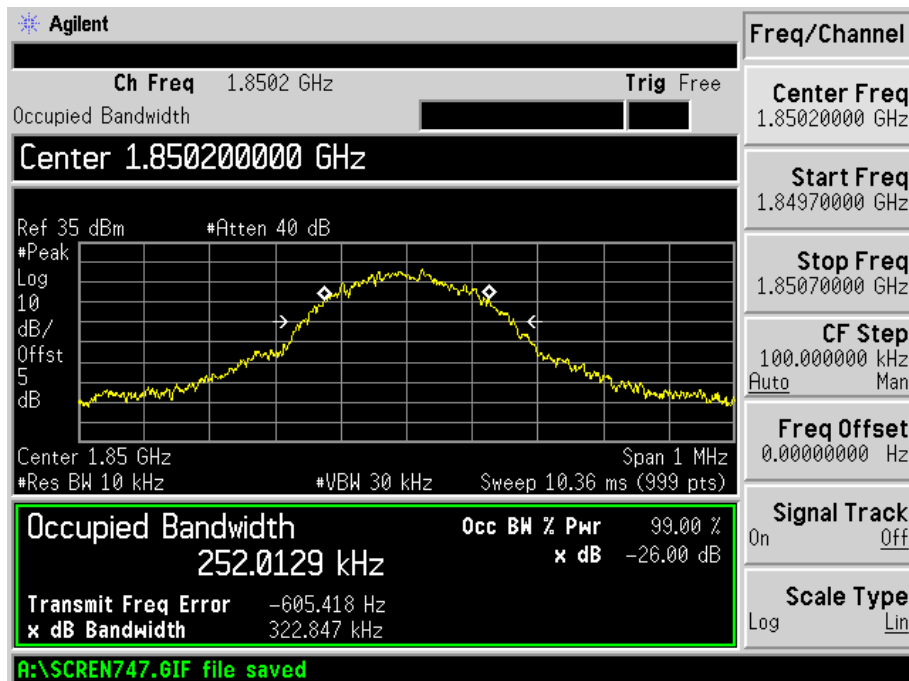 Agilent
Freq/Channel
Ch Freq 1.8502 GHz Trig Free
Occupied Bandwidth
Center 1.850200000 GHz
Ref 35 dBm #Atten 40 dB
#Peak
Log
10
dB/
Offst
5
dB
Center 1.85 GHz Span 1 MHz
#Res BW 10 kHz #VBW 30 kHz Sweep 10.36 ms (999 pts)
Occupied Bandwidth
252.0129 kHz
Occ BW % Pwr 99.00 %
x dB -26.00 dB
Transmit Freq Error -605.418 Hz
x dB Bandwidth 322.847 kHz
A:\SCREN747.GIF file saved
Center Freq
1.85020000 GHz
Start Freq
1.84970000 GHz
Stop Freq
1.85070000 GHz
CF Step
100.000000 kHz
Auto Man
Freq Offset
0.00000000 Hz
Signal Track
On Off
Scale Type
Log Lin